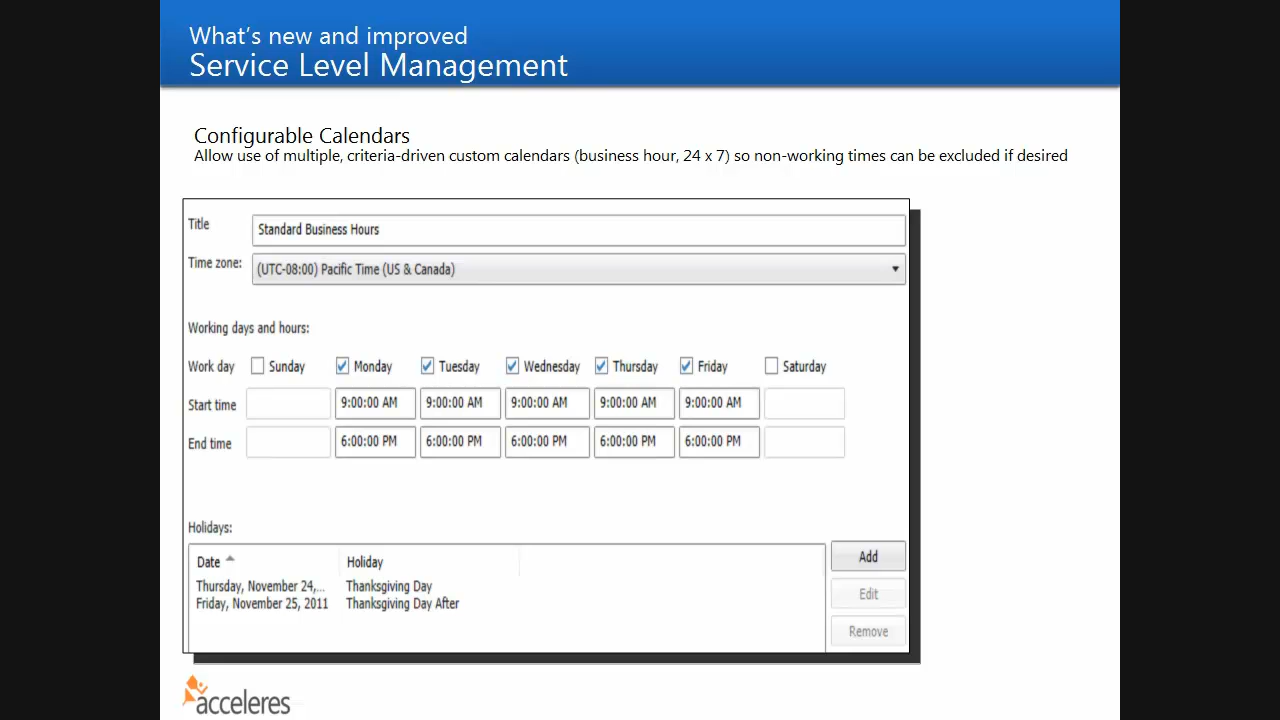 What's new and improved
Service Level Management
Configurable Calendars
Allow use of multiple, criteria-driven custom calendars (business hour, 24 x 7) so non-working times can be excluded if desired
Title Standard Business Hours
Time zone: (UTC-08:00) Pacific Time (US & Canada)
Working days and hours:
Work day Sunday Monday Tuesday Wednesday Thursday Friday Saturday
Start time 9:00:00 AM 9:00:00 AM 9:00:00 AM 9:00:00 AM 9:00:00 AM
End time 6:00:00 PM 6:00:00 PM 6:00:00 PM 6:00:00 PM 6:00:00 PM
Holidays:
Date Holiday
Thursday, November 24,... Thanksgiving Day
Friday, November 25, 2011 Thanksgiving Day After
Add
Edit
Remove
acceleres